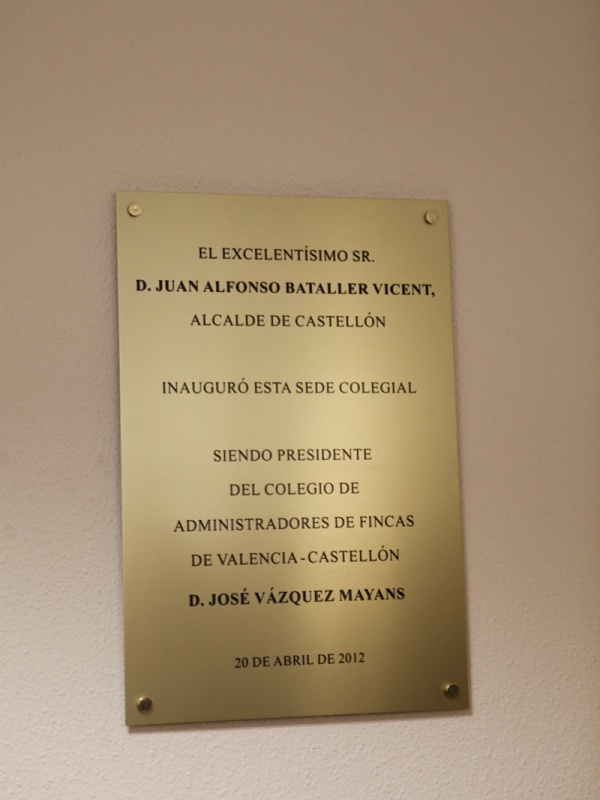 EL EXCELENTÍSIMO SR.
D. JUAN ALFONSO BATALLER VICENT,
ALCALDE DE CASTELLÓN
INAUGURÓ ESTA SEDE COLEGIAL
SIENDO PRESIDENTE
DEL COLEGIO DE
ADMINISTRADORES DE FINCAS
DE VALENCIA-CASTELLÓN
D. JOSÉ VÁZQUEZ MAYANS
20 DE ABRIL DE 2012